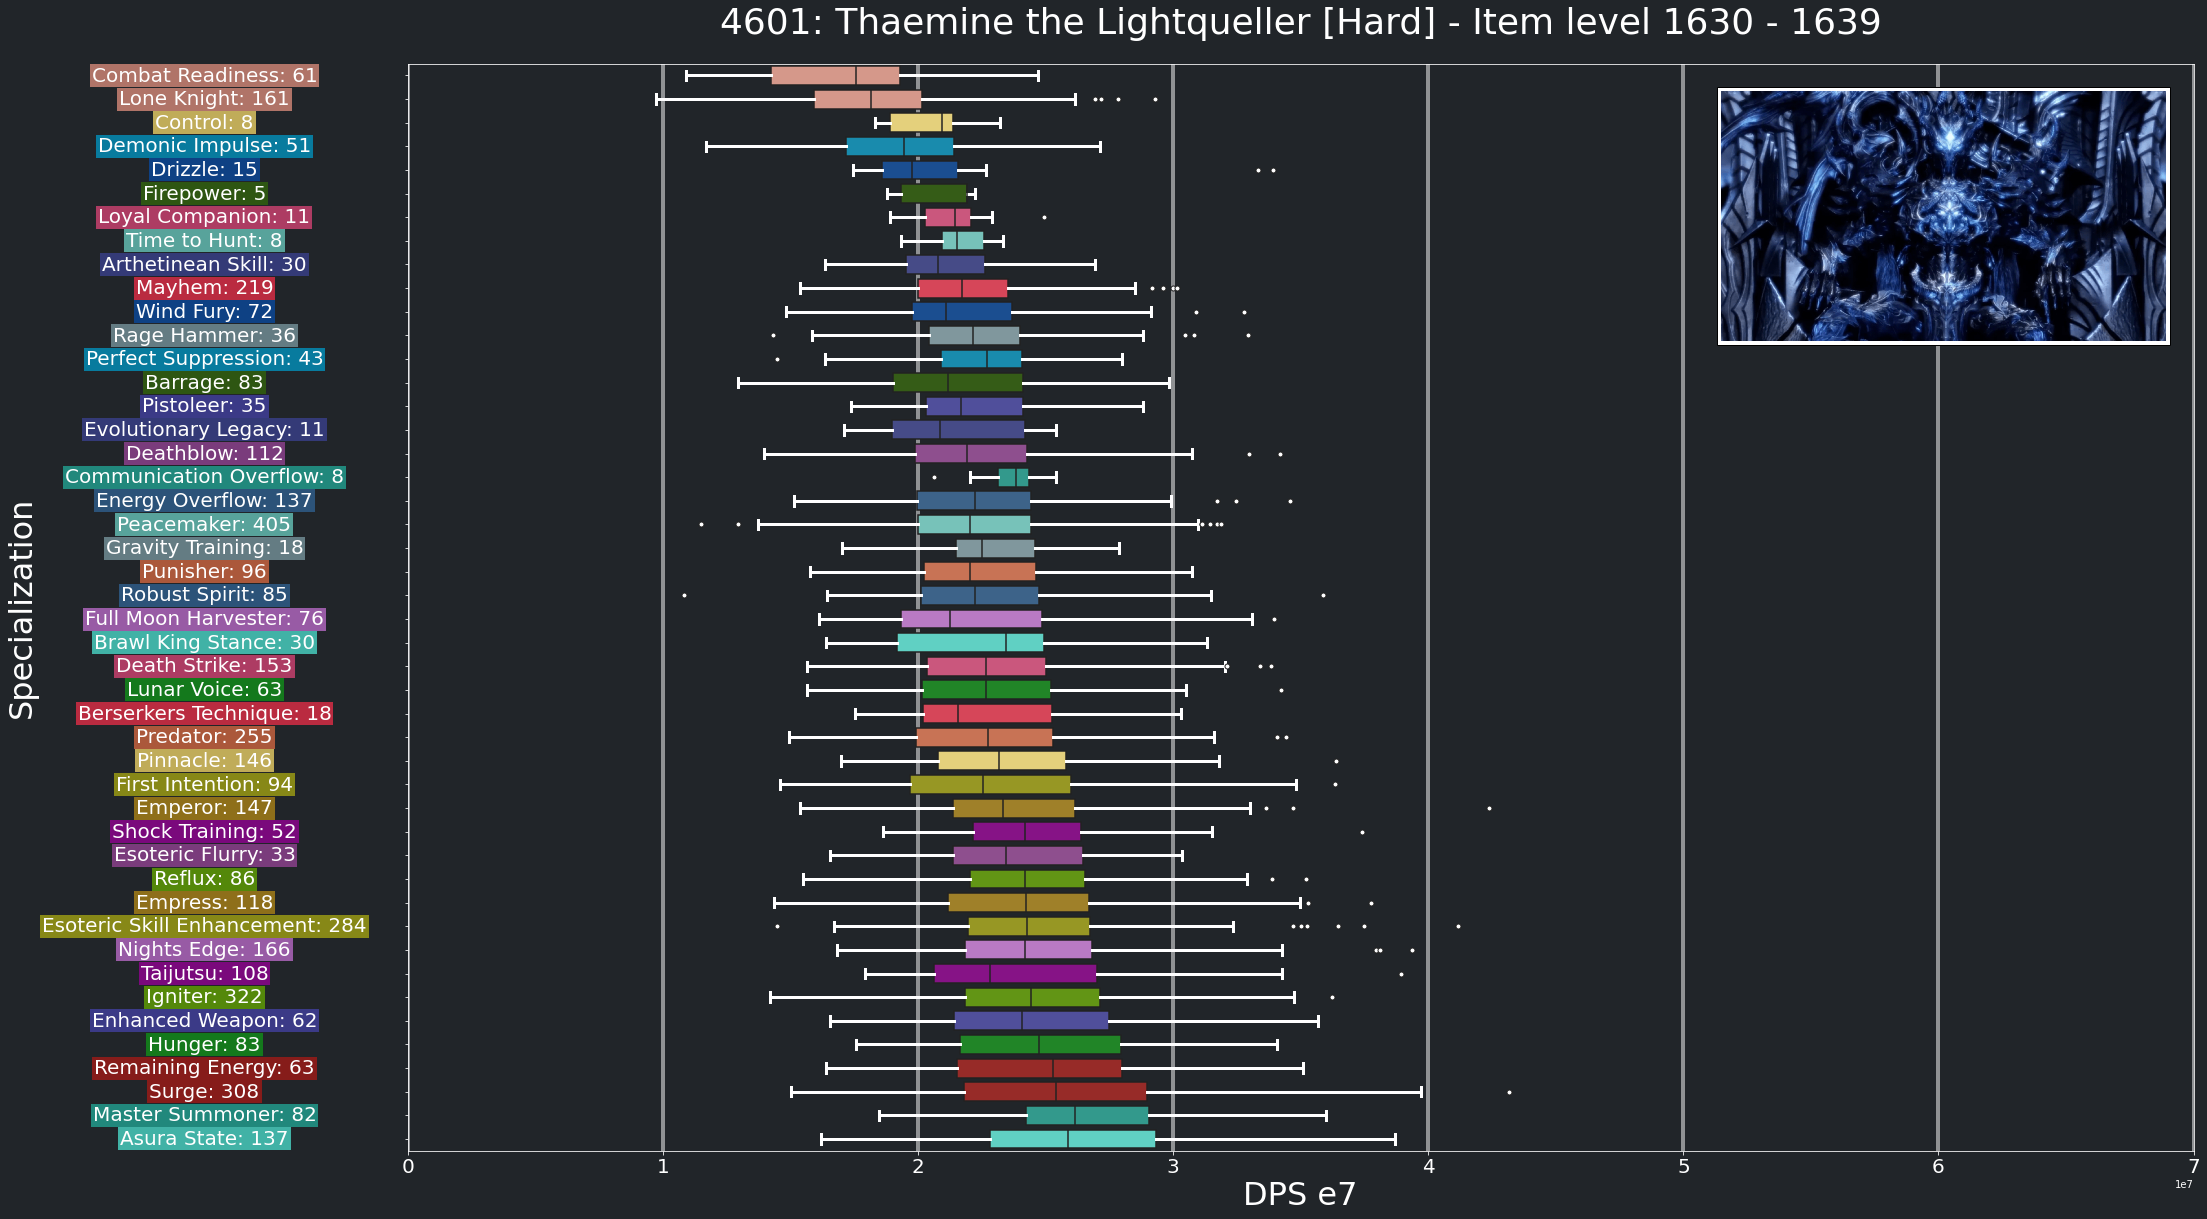 4601: Thaemine the Lightqueller [Hard] - Item level 1630 - 1639
Combat Readiness: 61
Lone Knight: 161
Control: 8
Demonic Impulse: 51
Drizzle: 15
Firepower: 5
Loyal Companion: 11
Time to Hunt: 8
Arthetinean Skill: 30
Mayhem: 219
Wind Fury: 72
Rage Hammer: 36
Perfect Suppression: 43
Barrage: 83
Pistoleer: 35
Evolutionary Legacy: 11
Deathblow: 112
Communication Overflow: 8
Energy Overflow: 137
Peacemaker: 405
Gravity Training: 18
Punisher: 96
Robust Spirit: 85
Full Moon Harvester: 76
Brawl King Stance: 30
Death Strike: 153
Lunar Voice: 63
Berserkers Technique: 18
Predator: 255
Pinnacle: 146
First Intention: 94
Emperor: 147
Shock Training: 52
Esoteric Flurry: 33
Reflux: 86
Empress: 118
Esoteric Skill Enhancement: 284
Nights Edge: 166
Taijutsu: 108
Igniter: 322
Enhanced Weapon: 62
Hunger: 83
Remaining Energy: 63
Surge: 308
Master Summoner: 82
Asura State: 137
Specialization
0 1 2 3 4 5 6 7
1e7
DPS e7